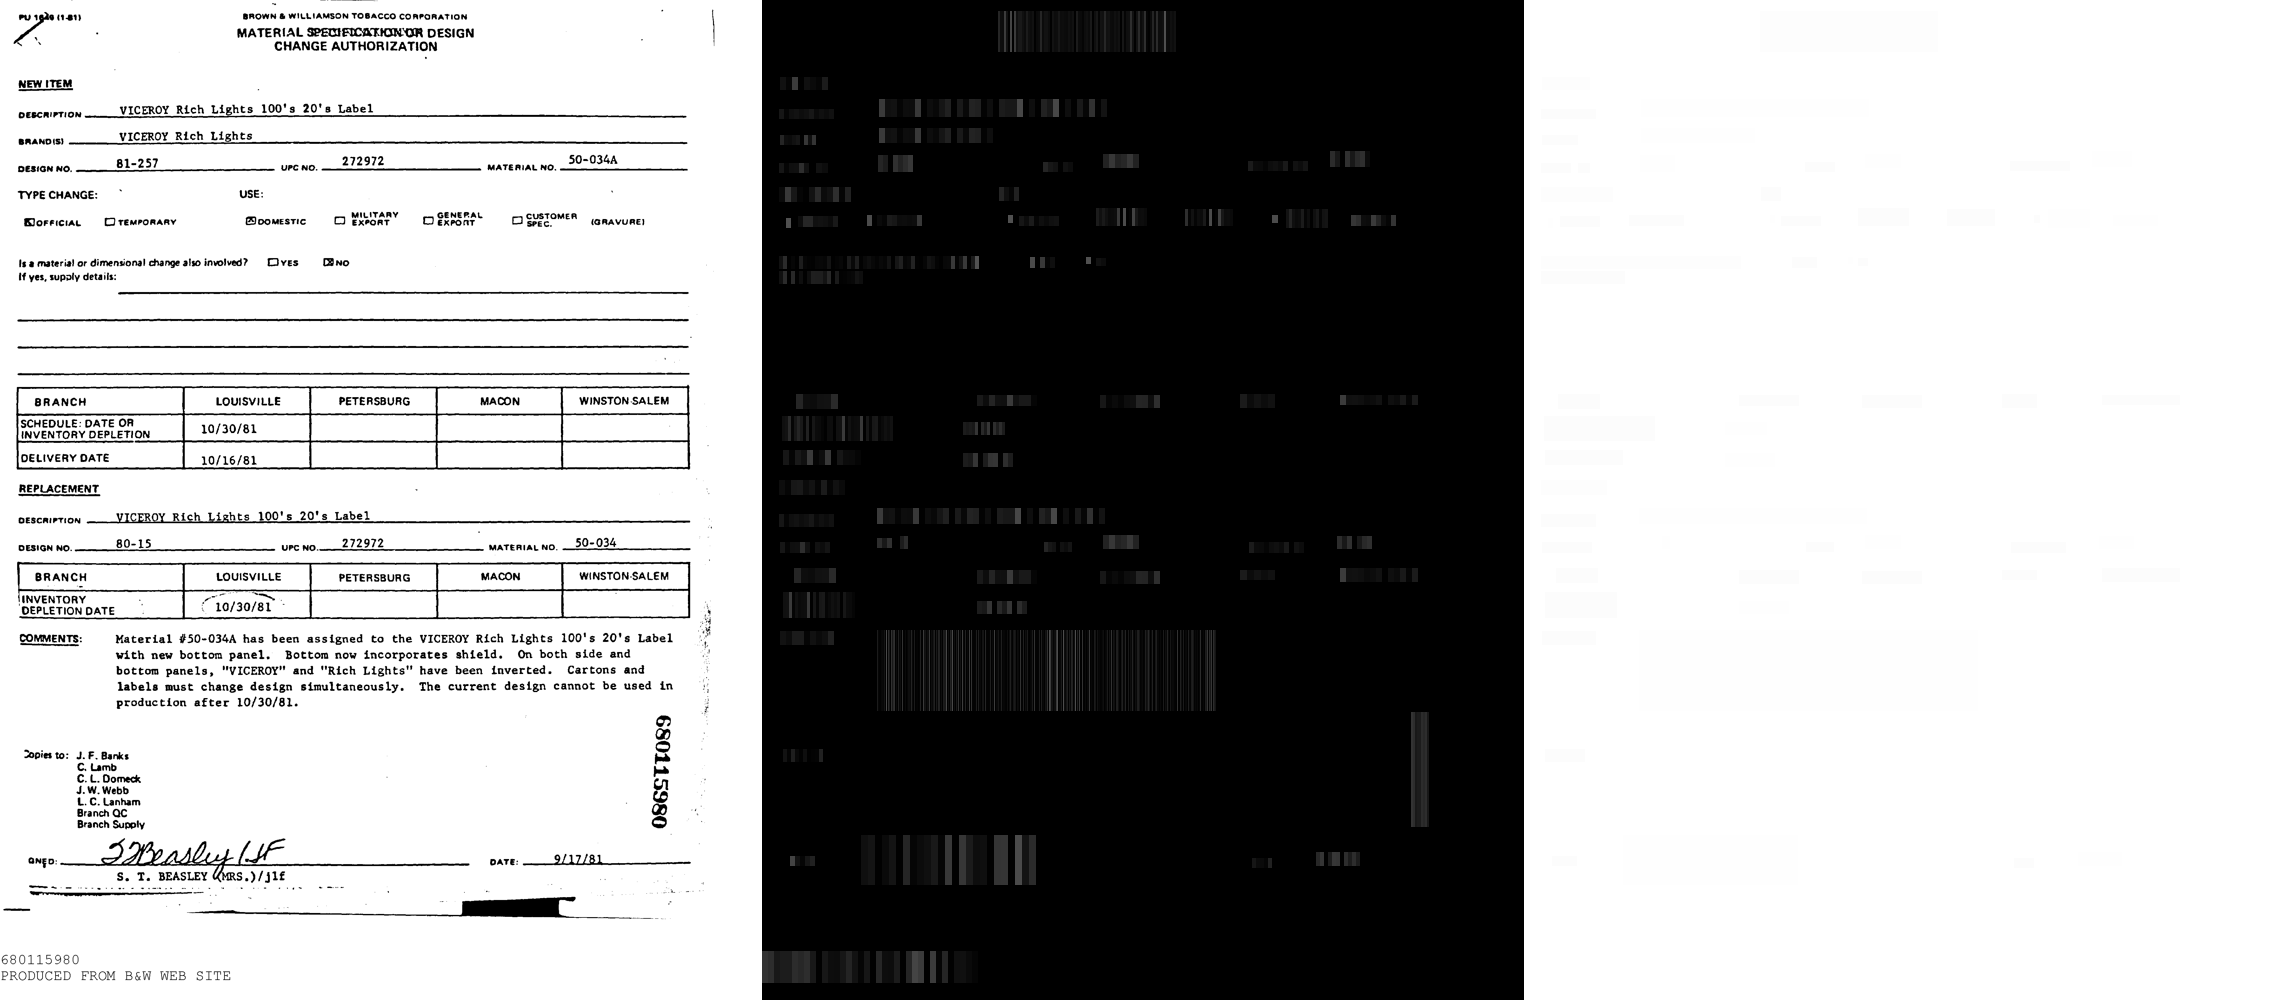 PU 1649 (1-81)
BROWN & WILLIAMSON TOBACCO CORPORATION
MATERIAL SPECIFICATION OR DESIGN
CHANGE AUTHORIZATION
NEW ITEM
DESCRIPTION VICEROY Rich Lights 100's 20's Label
BRAND(S) VICEROY Rich Lights
DESIGN NO. 81-257 UPC NO. 272972 MATERIAL NO. 50-034A
TYPE CHANGE: USE:
OFFICIAL TEMPORARY DOMESTIC MILITARY EXPORT GENERAL EXPORT CUSTOMER SPEC. (GRAVURE)
Is a material or dimensional change also involved? YES NO
If yes, supply details:
BRANCH LOUISVILLE PETERSBURG MACON WINSTON-SALEM
SCHEDULE: DATE OR
INVENTORY DEPLETION 10/30/81
DELIVERY DATE 10/16/81
REPLACEMENT
DESCRIPTION VICEROY Rich Lights 100's 20's Label
DESIGN NO. 80-15 UPC NO. 272972 MATERIAL NO. 50-034
BRANCH LOUISVILLE PETERSBURG MACON WINSTON-SALEM
INVENTORY
DEPLETION DATE 10/30/81
COMMENTS: Material #50-034A has been assigned to the VICEROY Rich Lights 100's 20's Label
with new bottom panel. Bottom now incorporates shield. On both side and
bottom panels, "VICEROY" and "Rich Lights" have been inverted. Cartons and
labels must change design simultaneously. The current design cannot be used in
production after 10/30/81.
680115980
Copies to: J. F. Banks
C. Lamb
C. L. Domeck
J. W. Webb
L. C. Lanham
Branch QC
Branch Supply
GNED: S T Beasley / jlf DATE: 9/17/81
S. T. BEASLEY (MRS.)/jlf
680115980
PRODUCED FROM B&W WEB SITE